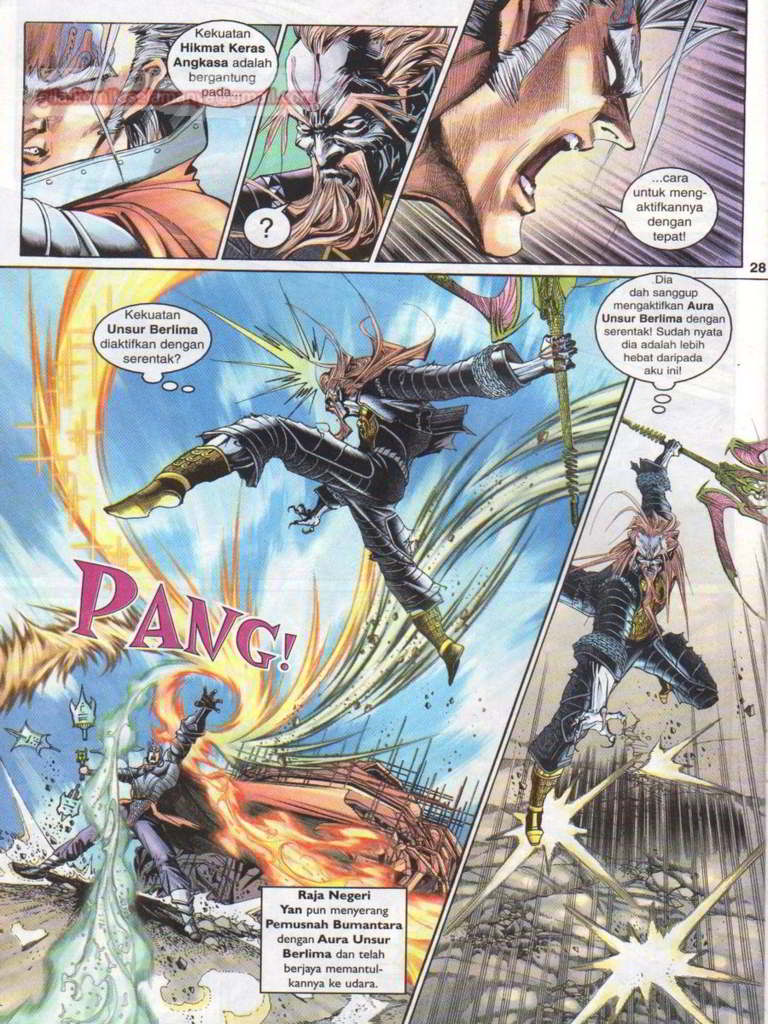 Kekuatan
Hikmat Keras
Angkasa adalah
bergantung
pada...
?
...cara
untuk meng-
aktifkannya
dengan
tepat!
28
Kekuatan
Unsur Berlima
diaktifkan dengan
serentak?
Dia
dah sanggup
mengaktifkan Aura
Unsur Berlima dengan
serentak! Sudah nyata
dia adalah lebih
hebat daripada
aku ini!
PANG!
Raja Negeri
Yan pun menyerang
Pemusnah Bumantara
dengan Aura Unsur
Berlima dan telah
berjaya memantul-
kannya ke udara.